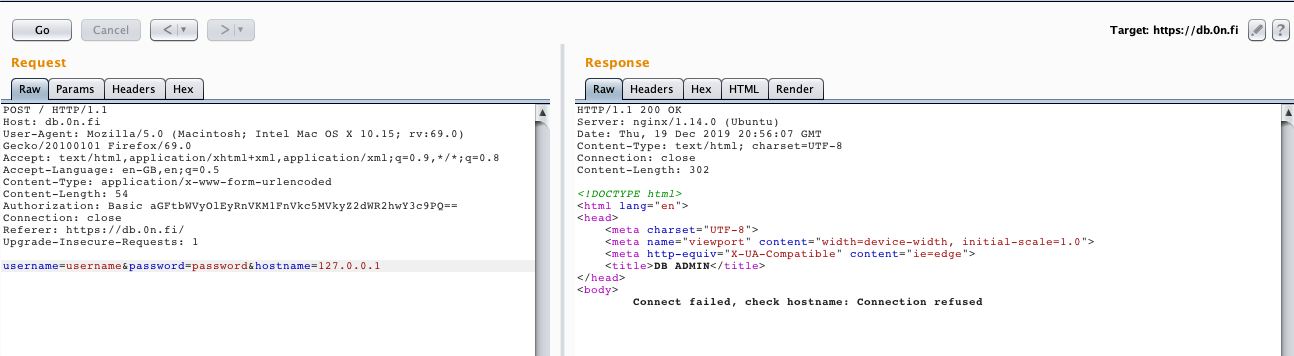 Go
Cancel
<
>
Target: https://db.0n.fi
?
Request
Raw
Params
Headers
Hex
POST / HTTP/1.1
Host: db.0n.fi
User-Agent: Mozilla/5.0 (Macintosh; Intel Mac OS X 10.15; rv:69.0)
Gecko/20100101 Firefox/69.0
Accept: text/html,application/xhtml+xml,application/xml;q=0.9,*/*;q=0.8
Accept-Language: en-GB,en;q=0.5
Content-Type: application/x-www-form-urlencoded
Content-Length: 54
Authorization: Basic
Connection: close
Referer: https://db.0n.fi/
Upgrade-Insecure-Requests: 1
username=username&password=password&hostname=127.0.0.1
Response
Raw
Headers
Hex
HTML
Render
HTTP/1.1 200 OK
Server: nginx/1.14.0 (Ubuntu)
Date: Thu, 19 Dec 2019 20:56:07 GMT
Content-Type: text/html; charset=UTF-8
Connection: close
Content-Length: 302
<!DOCTYPE html>
<html lang="en">
<head>
<meta charset="UTF-8">
<meta name="viewport" content="width=device-width, initial-scale=1.0">
<meta http-equiv="X-UA-Compatible" content="ie=edge">
<title>DB ADMIN</title>
</head>
<body>
Connect failed, check hostname: Connection refused